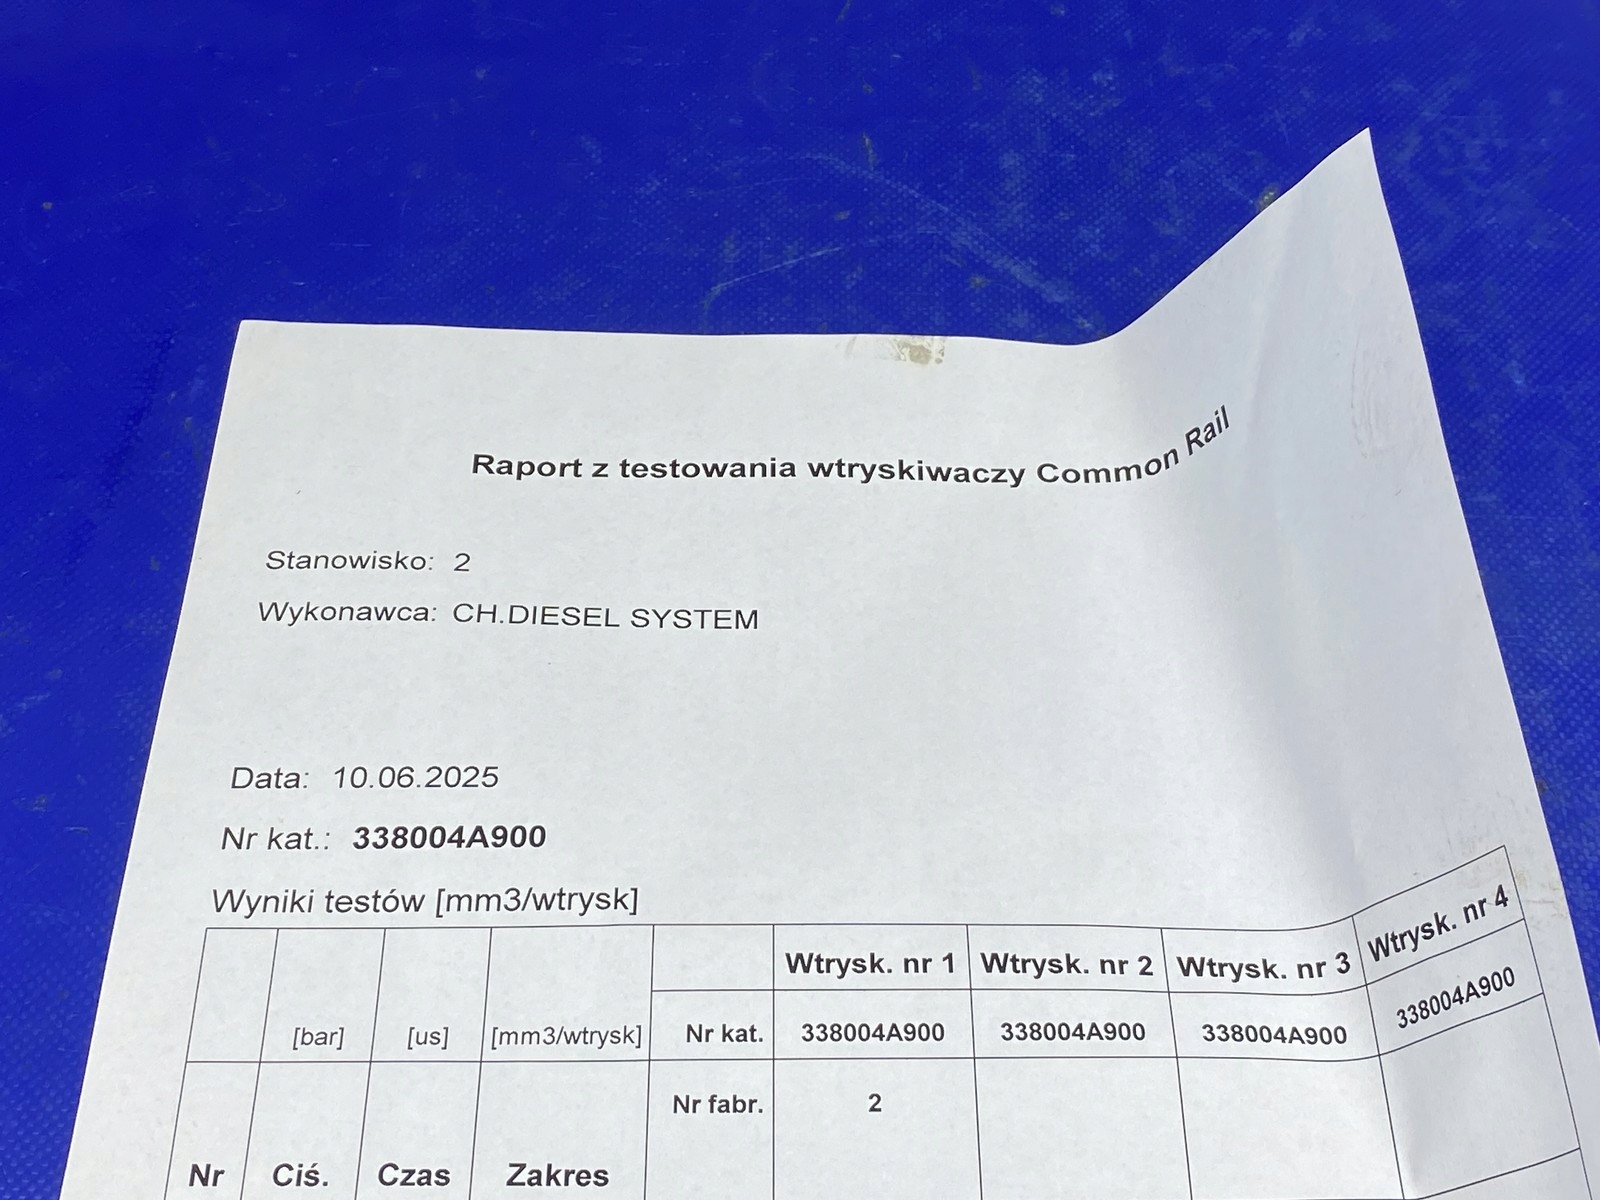 Raport z testowania wtryskiwaczy Common Rail
Stanowisko: 2
Wykonawca: CH.DIESEL SYSTEM
Data: 10.06.2025
Nr kat.: 338004A900
Wyniki testów [mm3/wtrysk]
Wtrysk. nr 1 Wtrysk. nr 2 Wtrysk. nr 3 Wtrysk. nr 4
[bar] [us] [mm3/wtrysk] Nr kat. 338004A900 338004A900 338004A900 338004A900
Nr fabr. 2
Nr Ciś. Czas Zakres